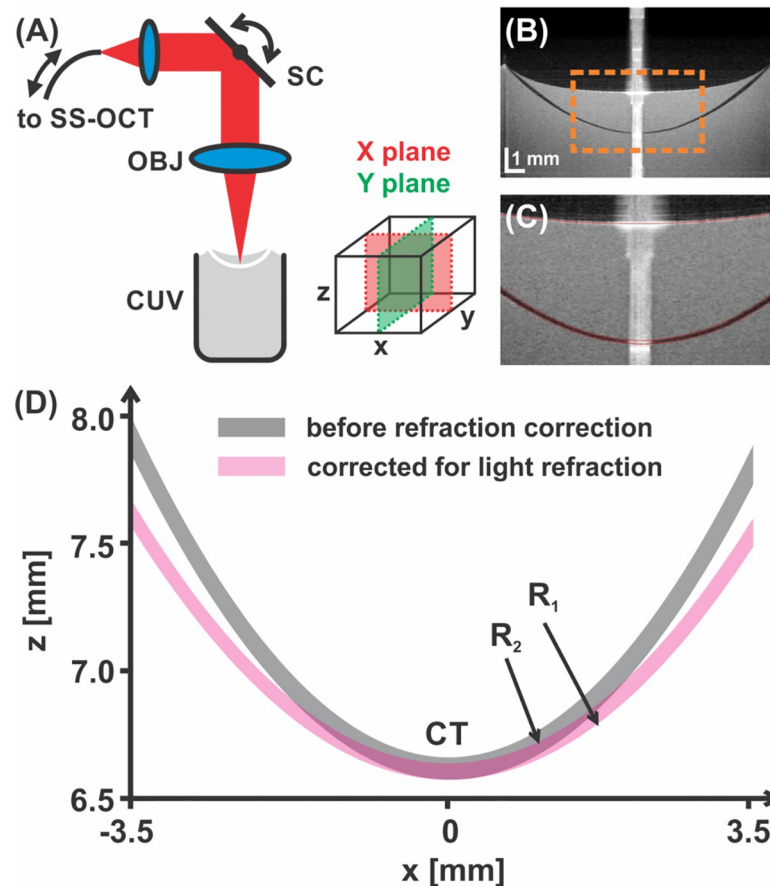 (A)
SC
to SS-OCT
OBJ
CUV
X plane
Y plane
z
y
x
(B)
1 mm
(C)
(D)
8.0
7.5
7.0
6.5
z [mm]
before refraction correction
corrected for light refraction
R1
R2
CT
-3.5
0
3.5
x [mm]